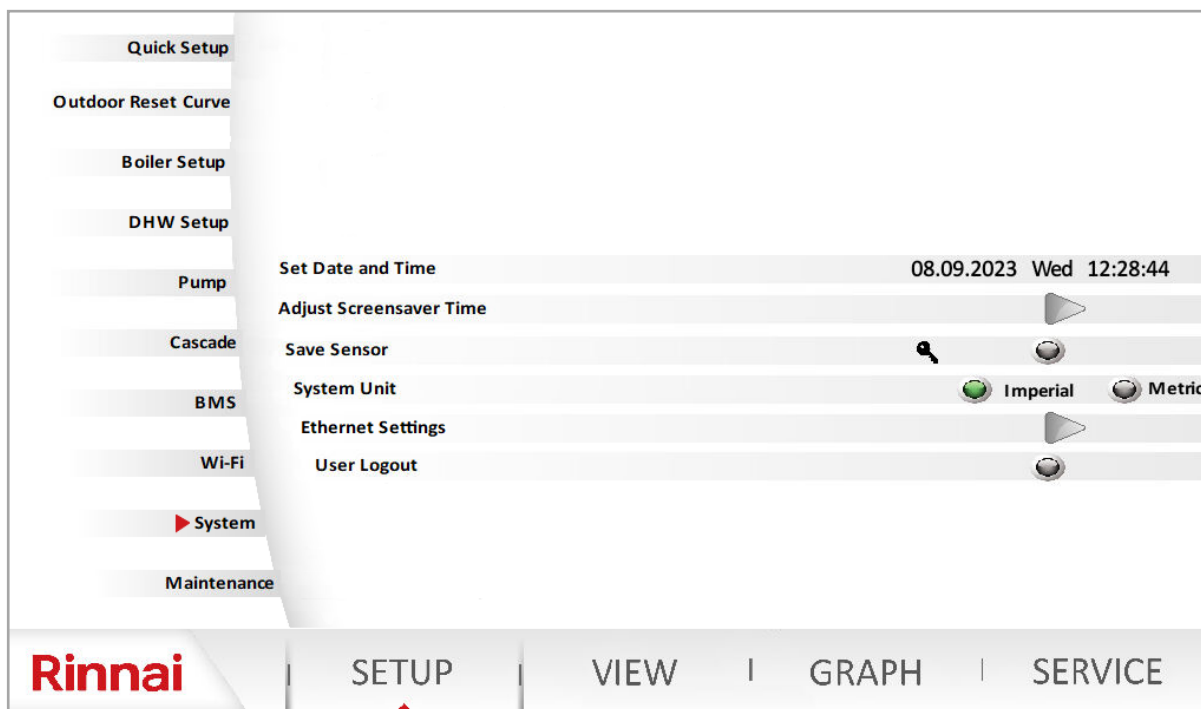 Quick Setup
Outdoor Reset Curve
Boiler Setup
DHW Setup
Pump
Cascade
BMS
Wi-Fi
System
Maintenance
Set Date and Time 08.09.2023 Wed 12:28:44
Adjust Screensaver Time
Save Sensor
System Unit Imperial Metric
Ethernet Settings
User Logout
Rinnai SETUP VIEW GRAPH SERVICE